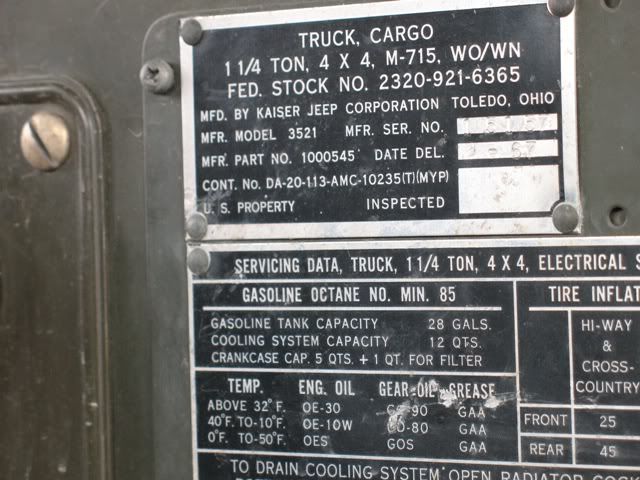 TRUCK, CARGO
1 1/4 TON, 4 X 4, M-715, WO/WN
FED. STOCK NO. 2320-921-6365
MFD. BY KAISER JEEP CORPORATION TOLEDO, OHIO
MFR. MODEL 3521 MFR. SER. NO.
MFR. PART NO. 1000545 DATE DEL. 67
CONT. No. DA-20-113-AMC-10235(T)(MYP)
U. S. PROPERTY INSPECTED
SERVICING DATA, TRUCK, 1 1/4 TON, 4 X 4, ELECTRICAL S
GASOLINE OCTANE NO. MIN. 85
GASOLINE TANK CAPACITY 28 GALS.
COOLING SYSTEM CAPACITY 12 QTS.
CRANKCASE CAP. 5 QTS. + 1 QT. FOR FILTER
TEMP. ENG. OIL GEAR-OIL GREASE
ABOVE 32°F. OE-30 90 GAA
40°F. TO-10°F. OE-10W 80 GAA
0°F. TO-50°F. OES GOS GAA
TIRE INFLAT
HI-WAY
&
CROSS-
COUNTRY
FRONT 25
REAR 45
TO DRAIN COOLING SYSTEM OPEN RADIATOR